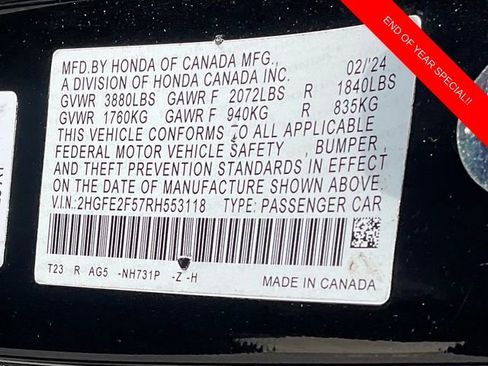 END OF YEAR SPECIAL!!
MFD.BY HONDA OF CANADA MFG.,
A DIVISION OF HONDA CANADA INC. 02/'24
GVWR 3880LBS GAWR F 2072LBS R 1840LBS
GVWR 1760KG GAWR F 940KG R 835KG
THIS VEHICLE CONFORMS TO ALL APPLICABLE
FEDERAL MOTOR VEHICLE SAFETY , BUMPER ,
AND THEFT PREVENTION STANDARDS IN EFFECT
ON THE DATE OF MANUFACTURE SHOWN ABOVE.
V.I.N.:2HGFE2F57RH553118 TYPE: PASSENGER CAR
T23 R AG5 -NH731P -Z -H
MADE IN CANADA